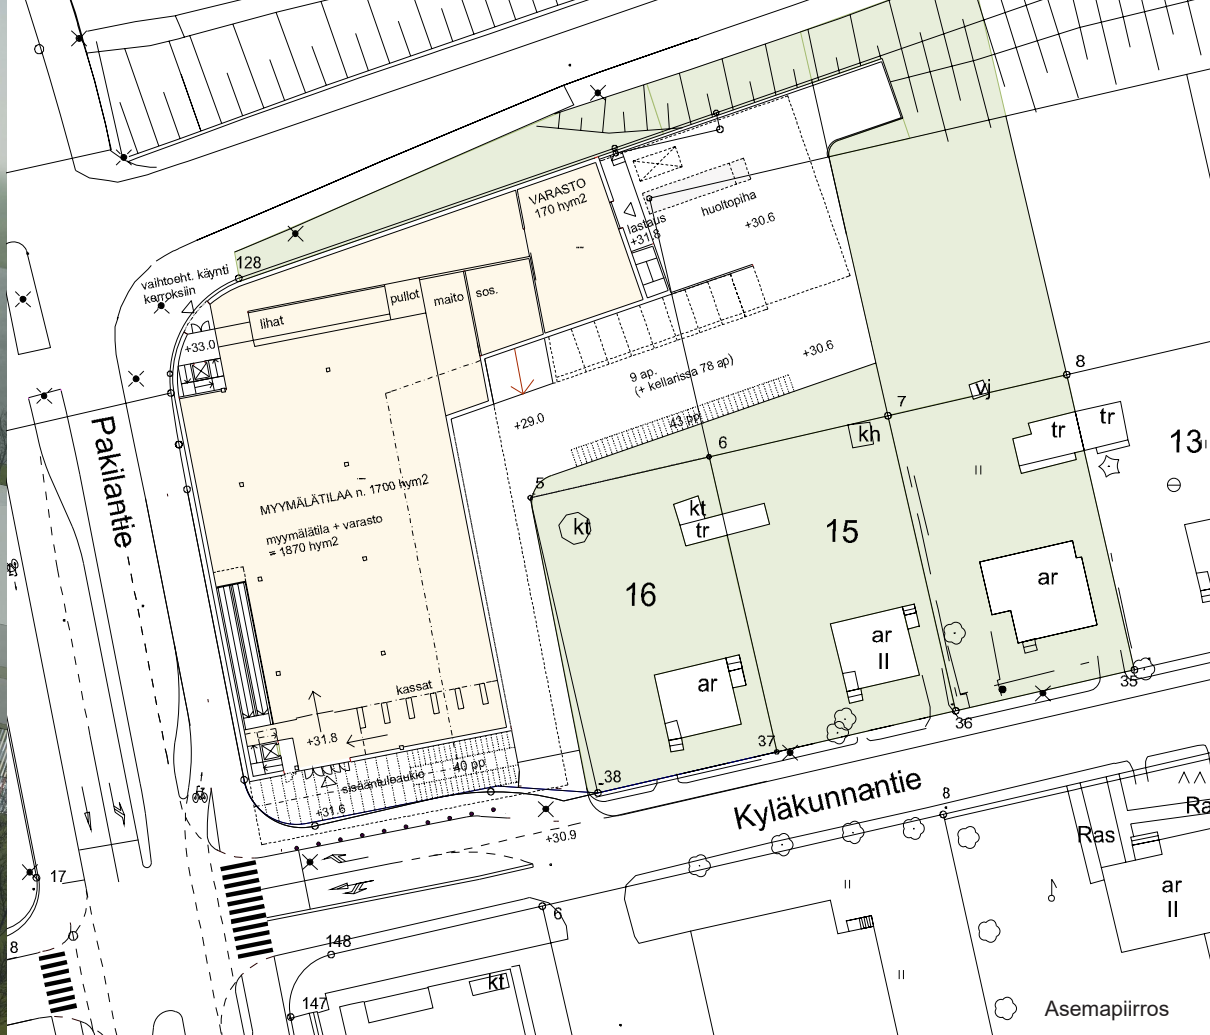 VARASTO
170 hym2
8
lastaus
+31.8
huoltopiha
+30.6
128
vaihtoeht. käynti
kerroksiin
+33.0
lihat
pullot
maito
sos.
9 ap.
(+ kellarissa 78 ap)
+30.6
+29.0
43 pp
8
7
vj
6
kh
tr
tr
13
5
kt
kt
tr
15
Pakilantie
MYYMÄLÄTILAA n. 1700 hym2
myymälätila + varasto
= 1870 hym2
16
ar
ar
II
ar
kassat
+31.8
sisääntuloaukio
40 pp
+31.6
38
37
36
35
Kyläkunnantie
+30.9
8
Ras
Ra
ar
II
17
8
6
148
147
kt
II
II
II
Asemapiirros